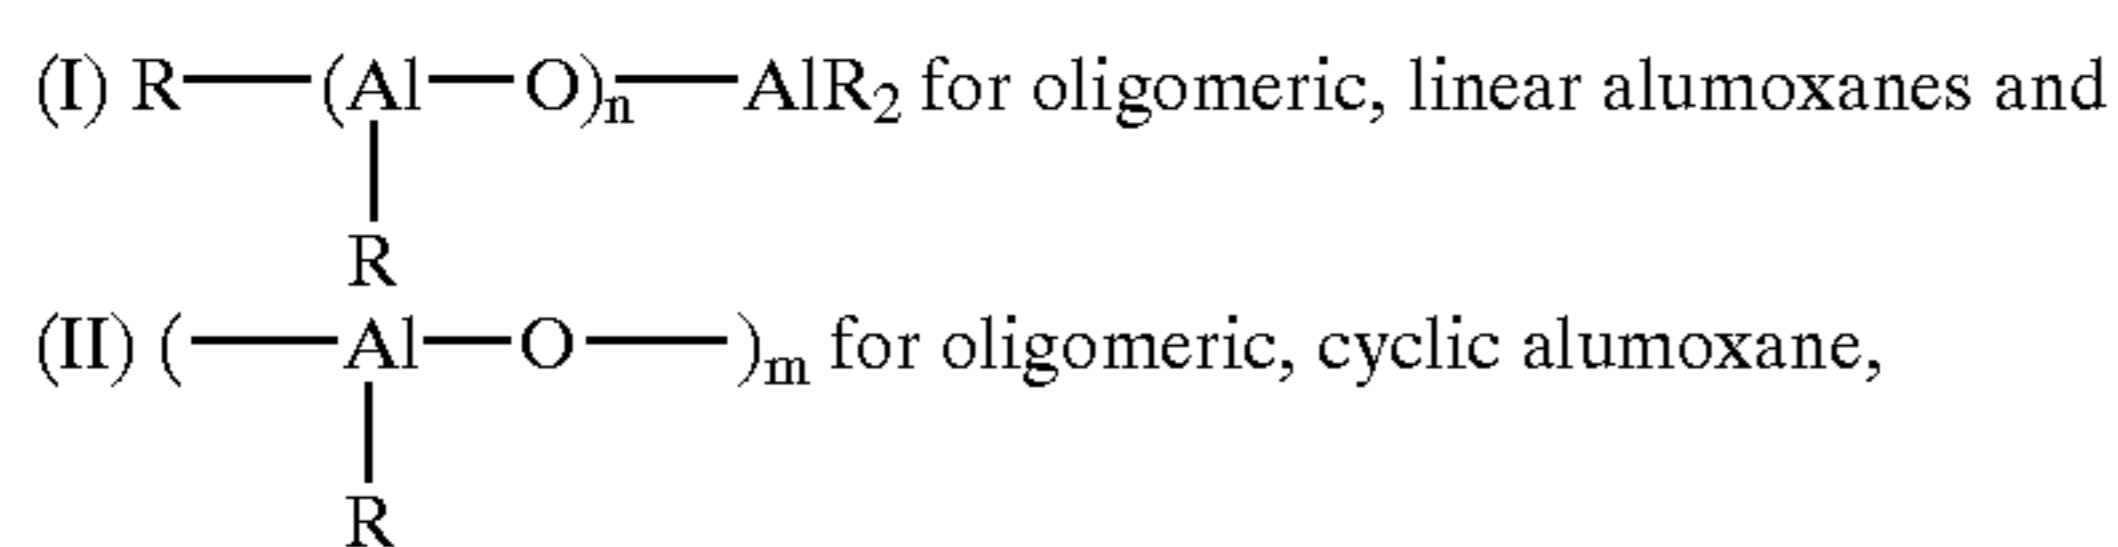 (I) R—(Al—O)n—AlR2 for oligomeric, linear alumoxanes and
R
(II) (—Al—O—)m for oligomeric, cyclic alumoxane,
R